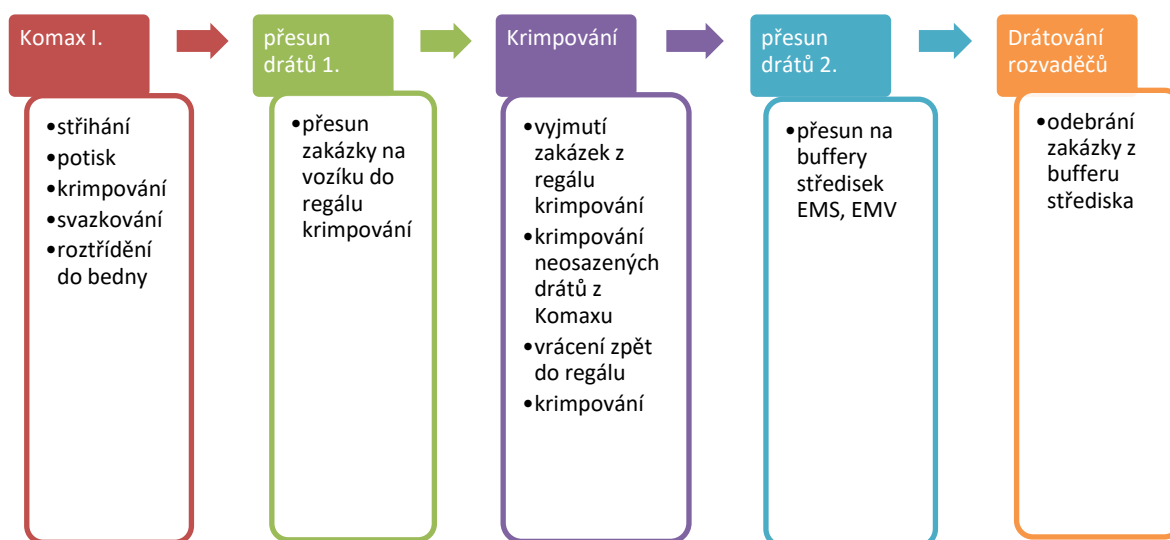 Komax I.
•střihání
•potisk
•krimpování
•svazkování
•roztřídění
do bedny
přesun
drátů 1.
•přesun
zakázky na
vozíku do
regálu
krimpování
Krimpování
•vyjmutí
zakázek z
regálu
krimpování
•krimpování
neosazených
drátů z
Komaxu
•vrácení zpět
do regálu
•krimpování
přesun
drátů 2.
•přesun na
buffery
středisek
EMS, EMV
Drátování
rozvaděčů
•odebrání
zakázky z
bufferu
střediska